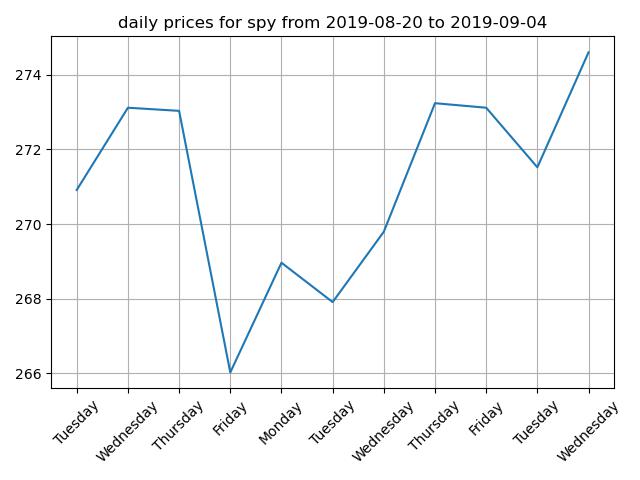 daily prices for spy from 2019-08-20 to 2019-09-04
274
272
270
268
266
Tuesday
Wednesday
Thursday
Friday
Monday
Tuesday
Wednesday
Thursday
Friday
Tuesday
Wednesday